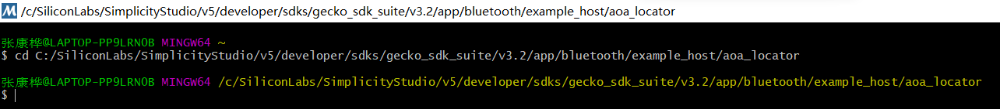 M /c/SiliconLabs/SimplicityStudio/v5/developer/sdks/gecko_sdk_suite/v3.2/app/bluetooth/example_host/aoa_locator
张康桦@LAPTOP-PP9LRNOB MINGW64 ~
$ cd C:/SiliconLabs/SimplicityStudio/v5/developer/sdks/gecko_sdk_suite/v3.2/app/bluetooth/example_host/aoa_locator
张康桦@LAPTOP-PP9LRNOB MINGW64 /c/SiliconLabs/SimplicityStudio/v5/developer/sdks/gecko_sdk_suite/v3.2/app/bluetooth/example_host/aoa_locator
$